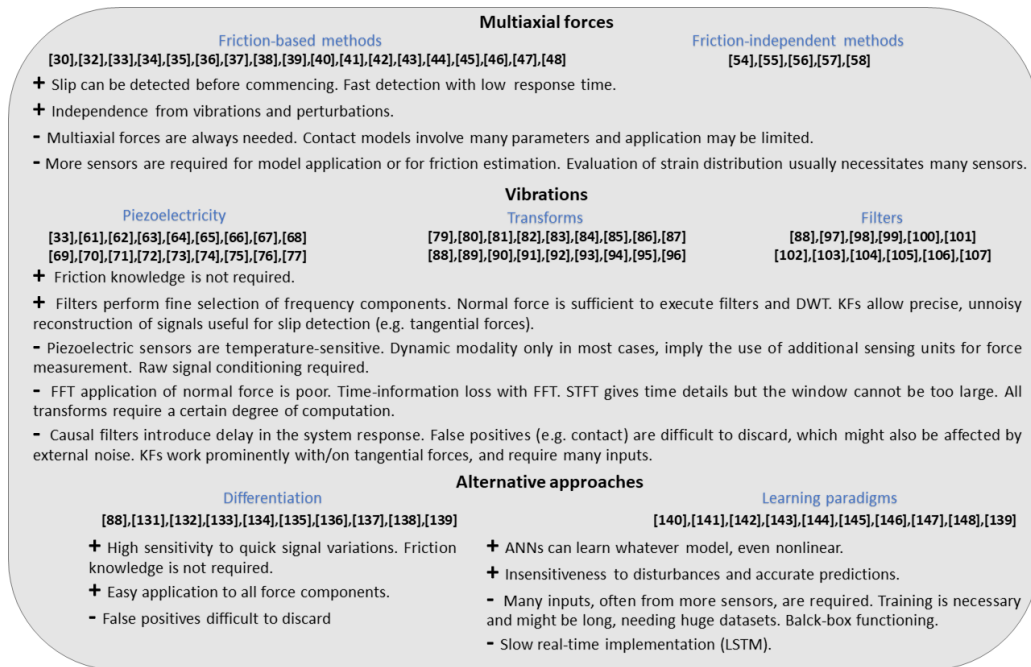 Multiaxial forces
Friction-based methods
[30],[32],[33],[34],[35],[36],[37],[38],[39],[40],[41],[42],[43],[44],[45],[46],[47],[48]
Friction-independent methods
[54],[55],[56],[57],[58]
+ Slip can be detected before commencing. Fast detection with low response time.
+ Independence from vibrations and perturbations.
- Multiaxial forces are always needed. Contact models involve many parameters and application may be limited.
- More sensors are required for model application or for friction estimation. Evaluation of strain distribution usually necessitates many sensors.
Vibrations
Piezoelectricity
[33],[61],[62],[63],[64],[65],[66],[67],[68]
[69],[70],[71],[72],[73],[74],[75],[76],[77]
Transforms
[79],[80],[81],[82],[83],[84],[85],[86],[87]
[88],[89],[90],[91],[92],[93],[94],[95],[96]
Filters
[88],[97],[98],[99],[100],[101]
[102],[103],[104],[105],[106],[107]
+ Friction knowledge is not required.
+ Filters perform fine selection of frequency components. Normal force is sufficient to execute filters and DWT. KFs allow precise, unnoisy
reconstruction of signals useful for slip detection (e.g. tangential forces).
- Piezoelectric sensors are temperature-sensitive. Dynamic modality only in most cases, imply the use of additional sensing units for force
measurement. Raw signal conditioning required.
- FFT application of normal force is poor. Time-information loss with FFT. STFT gives time details but the window cannot be too large. All
transforms require a certain degree of computation.
- Causal filters introduce delay in the system response. False positives (e.g. contact) are difficult to discard, which might also be affected by
external noise. KFs work prominently with/on tangential forces, and require many inputs.
Alternative approaches
Differentiation
[88],[131],[132],[133],[134],[135],[136],[137],[138],[139]
+ High sensitivity to quick signal variations. Friction
knowledge is not required.
+ Easy application to all force components.
- False positives difficult to discard
Learning paradigms
[140],[141],[142],[143],[144],[145],[146],[147],[148],[139]
+ ANNs can learn whatever model, even nonlinear.
+ Insensitiveness to disturbances and accurate predictions.
- Many inputs, often from more sensors, are required. Training is necessary
and might be long, needing huge datasets. Balck-box functioning.
- Slow real-time implementation (LSTM).